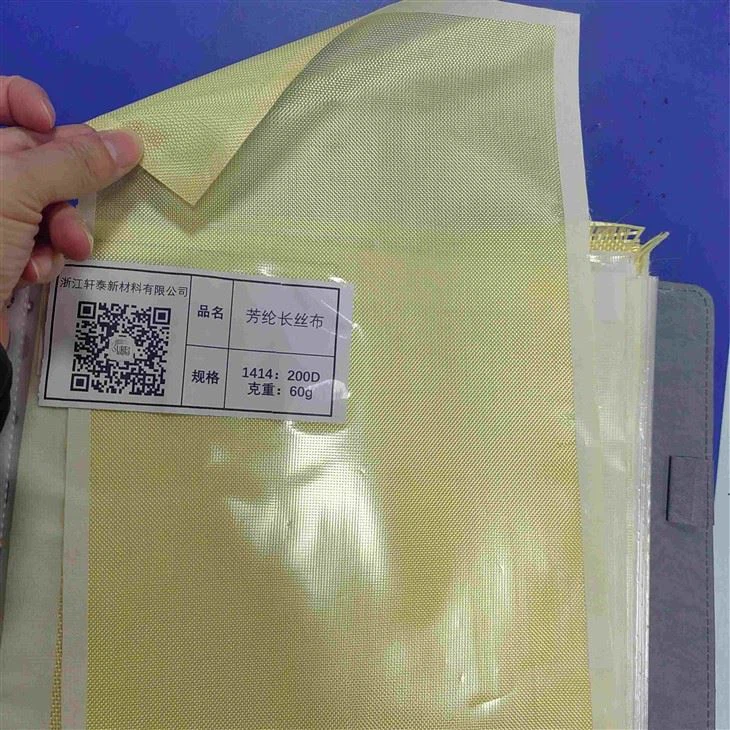 浙江轩泰新材料有限公司
品名
芳纶长丝布
规格
1414：200D
克重：60g